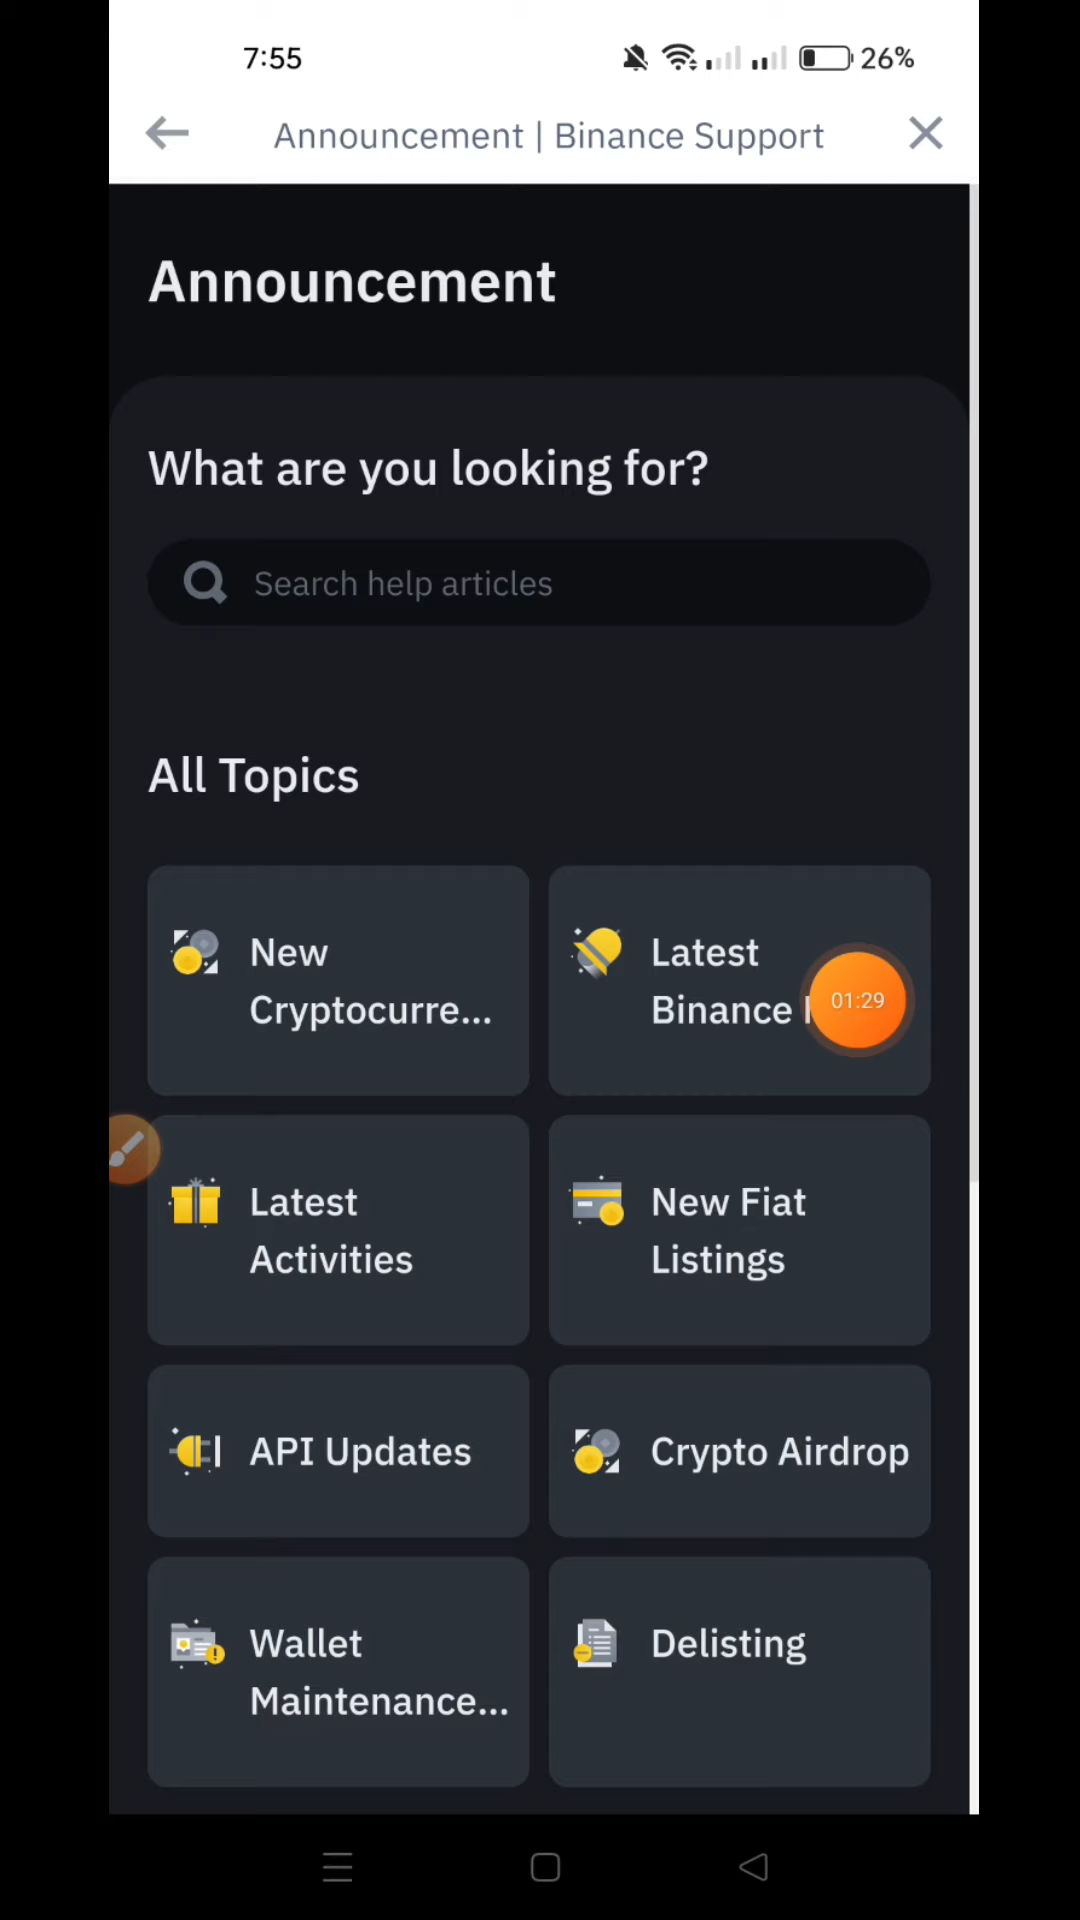 7:55
26%
Announcement | Binance Support
Announcement
What are you looking for?
Search help articles
All Topics
New
Cryptocurre...
Latest
Binance
01:29
Latest
Activities
New Fiat
Listings
API Updates
Crypto Airdrop
Wallet
Maintenance...
Delisting